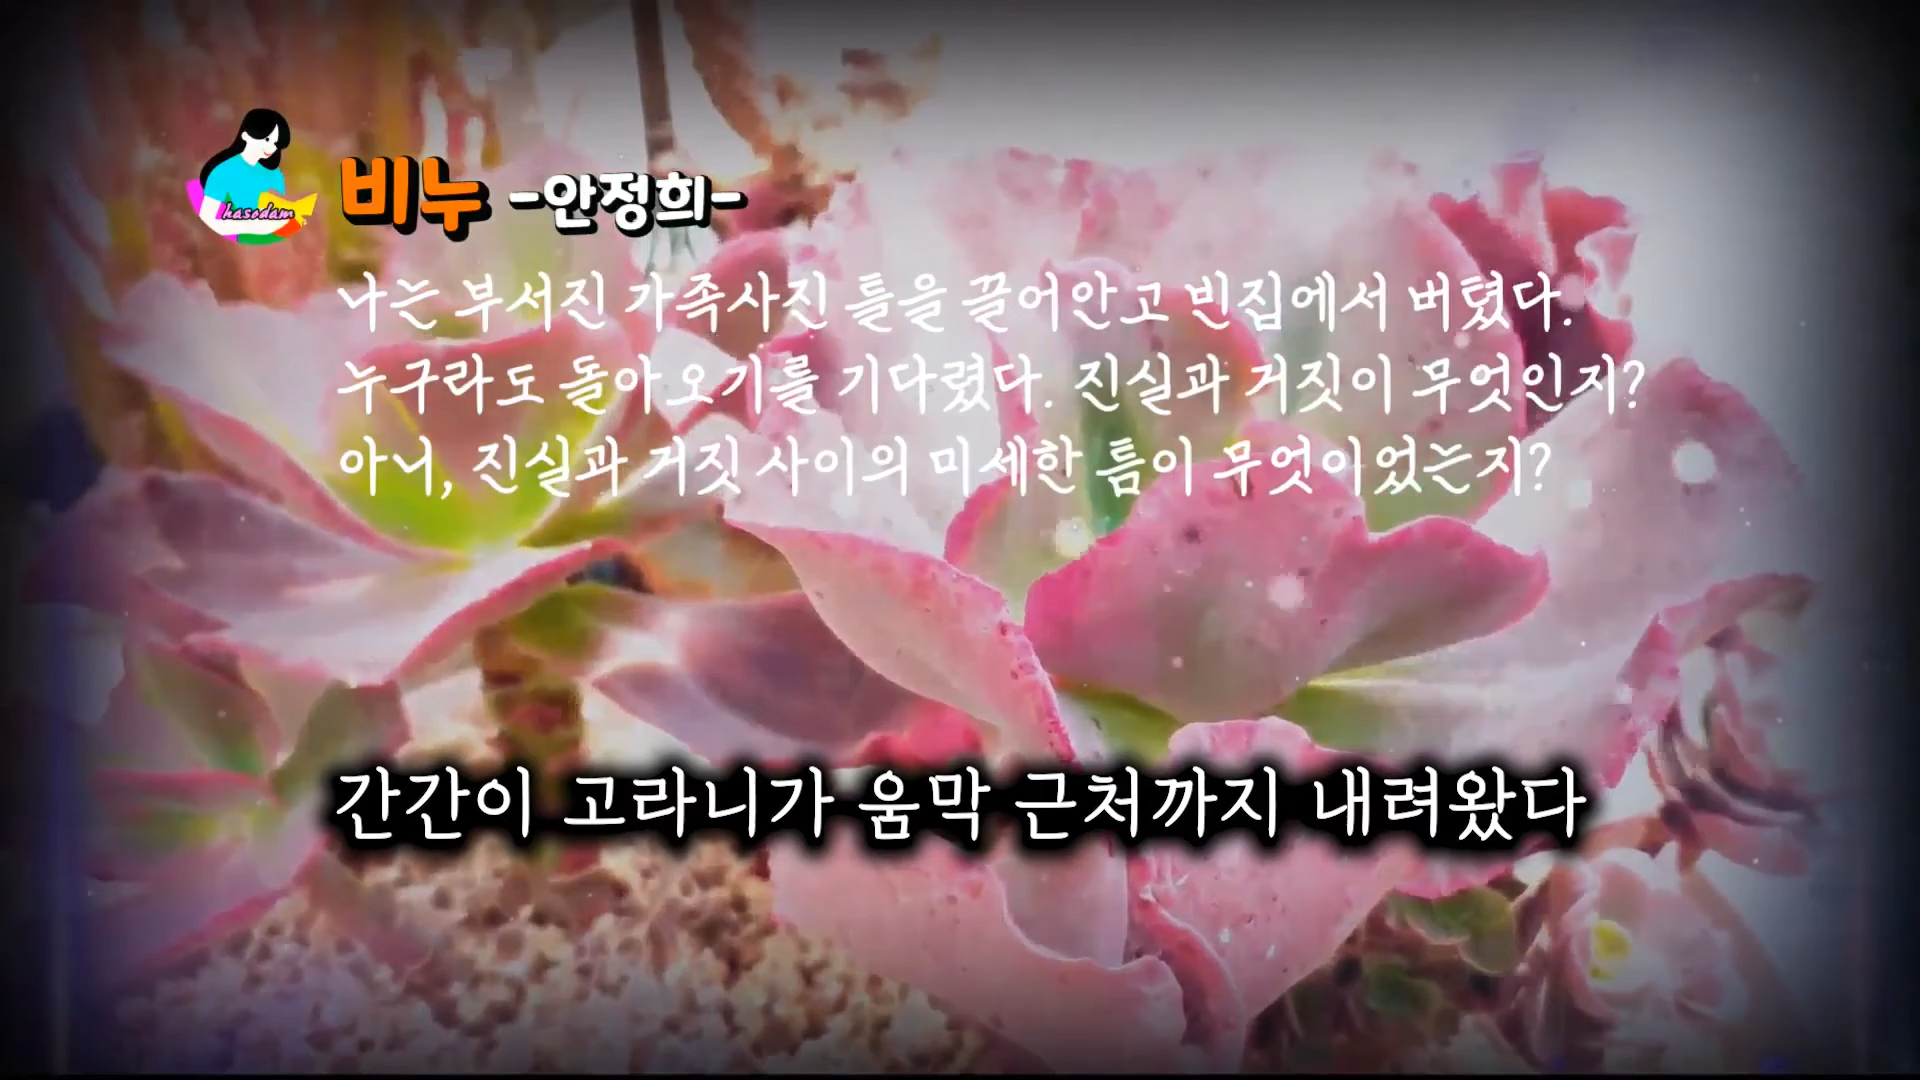 hasodam
비누 -안정희-
나는 부서진 가족사진 틀을 끌어안고 빈집에서 버텼다.
누구라도 돌아오기를 기다렸다. 진실과 거짓이 무엇인지?
아니, 진실과 거짓 사이의 미세한 틈이 무엇이었는지?
간간이 고라니가 움막 근처까지 내려왔다